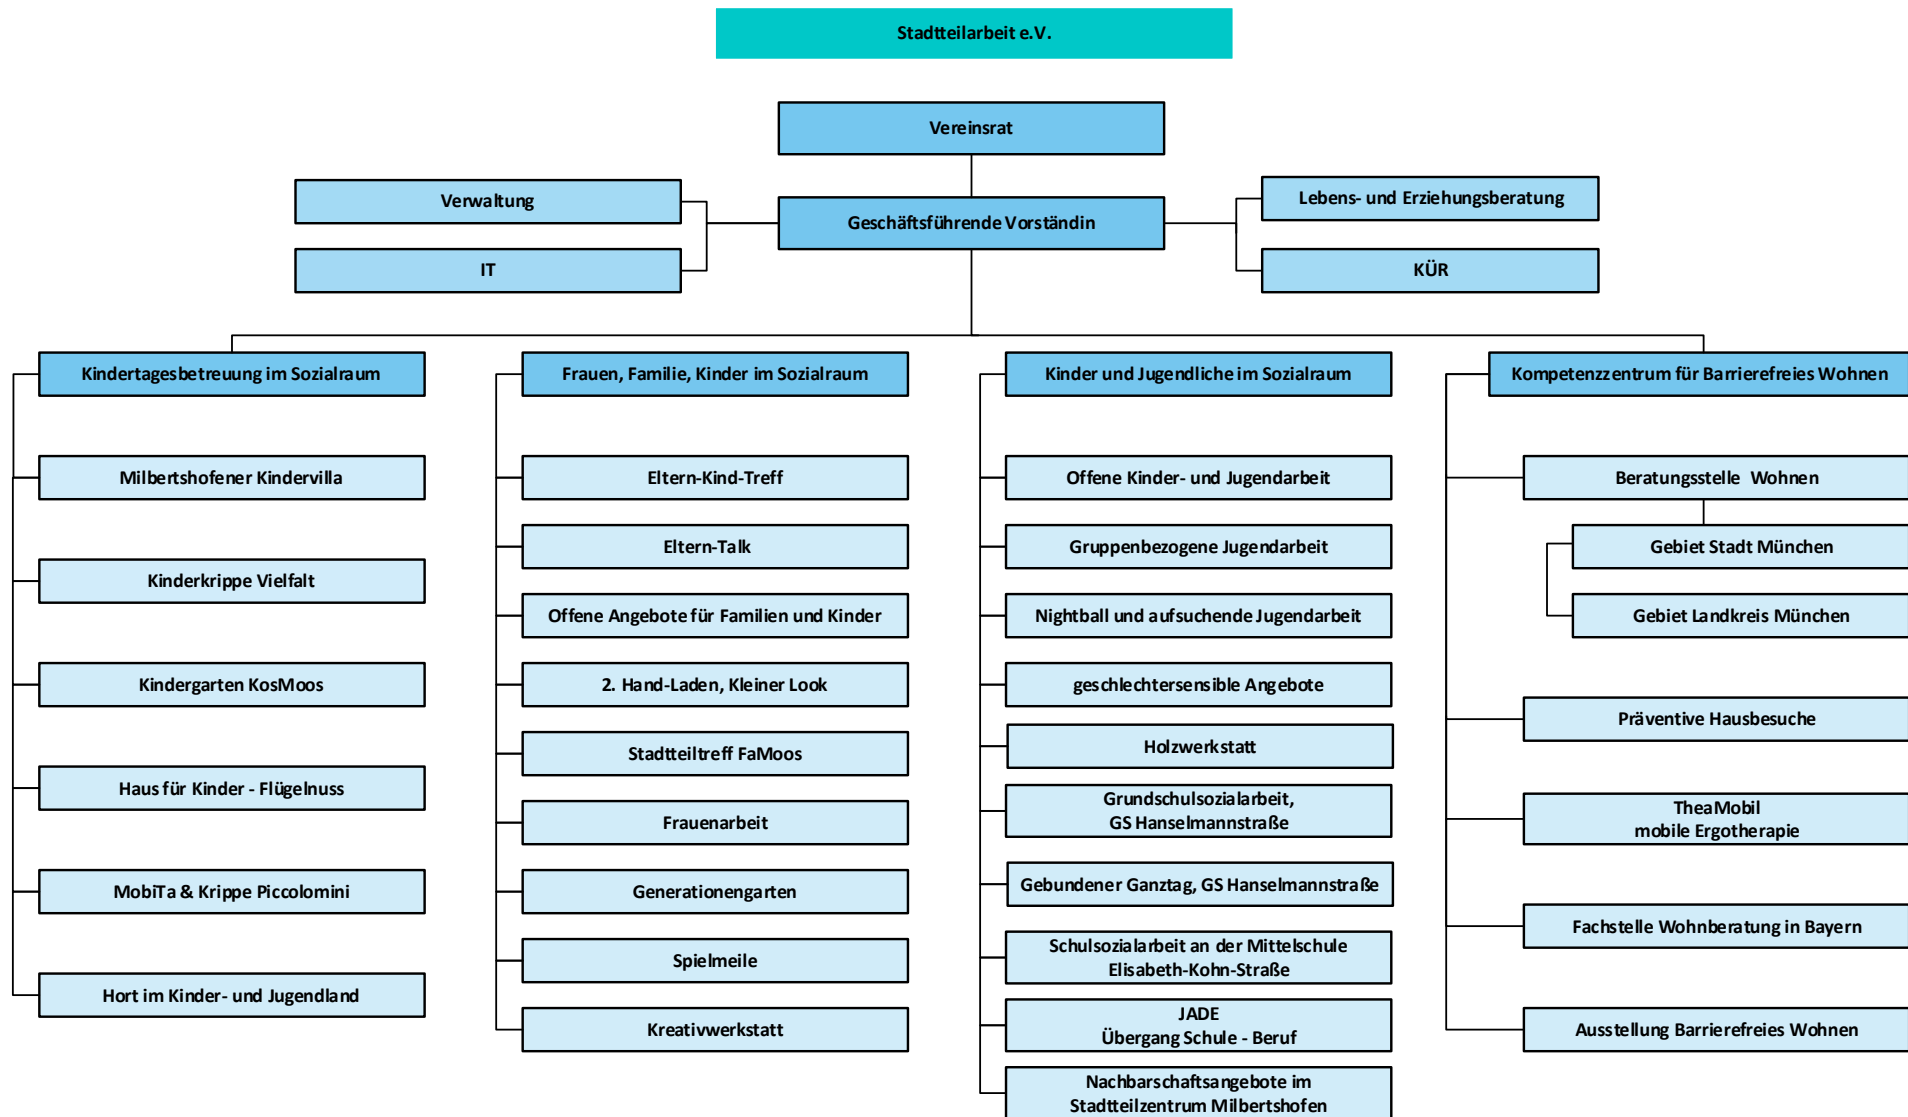 Stadtteilarbeit e.V.
Vereinsrat
Verwaltung
IT
Geschäftsführende Vorständin
Lebens- und Erziehungsberatung
KÜR
Kindertagesbetreuung im Sozialraum
Milbertshofener Kindervilla
Kinderkrippe Vielfalt
Kindergarten KosMoos
Haus für Kinder - Flügelnuss
MobiTa & Krippe Piccolomini
Hort im Kinder- und Jugendland
Frauen, Familie, Kinder im Sozialraum
Eltern-Kind-Treff
Eltern-Talk
Offene Angebote für Familien und Kinder
2. Hand-Laden, Kleiner Look
Stadtteiltreff FaMoos
Frauenarbeit
Generationengarten
Spielmeile
Kreativwerkstatt
Kinder und Jugendliche im Sozialraum
Offene Kinder- und Jugendarbeit
Gruppenbezogene Jugendarbeit
Nightball und aufsuchende Jugendarbeit
geschlechtersensible Angebote
Holzwerkstatt
Grundschulsozialarbeit,
GS Hanselmannstraße
Gebundener Ganztag, GS Hanselmannstraße
Schulsozialarbeit an der Mittelschule
Elisabeth-Kohn-Straße
JADE
Übergang Schule - Beruf
Nachbarschaftsangebote im
Stadtteilzentrum Milbertshofen
Kompetenzzentrum für Barrierefreies Wohnen
Beratungsstelle Wohnen
Gebiet Stadt München
Gebiet Landkreis München
Präventive Hausbesuche
TheaMobil
mobile Ergotherapie
Fachstelle Wohnberatung in Bayern
Ausstellung Barrierefreies Wohnen